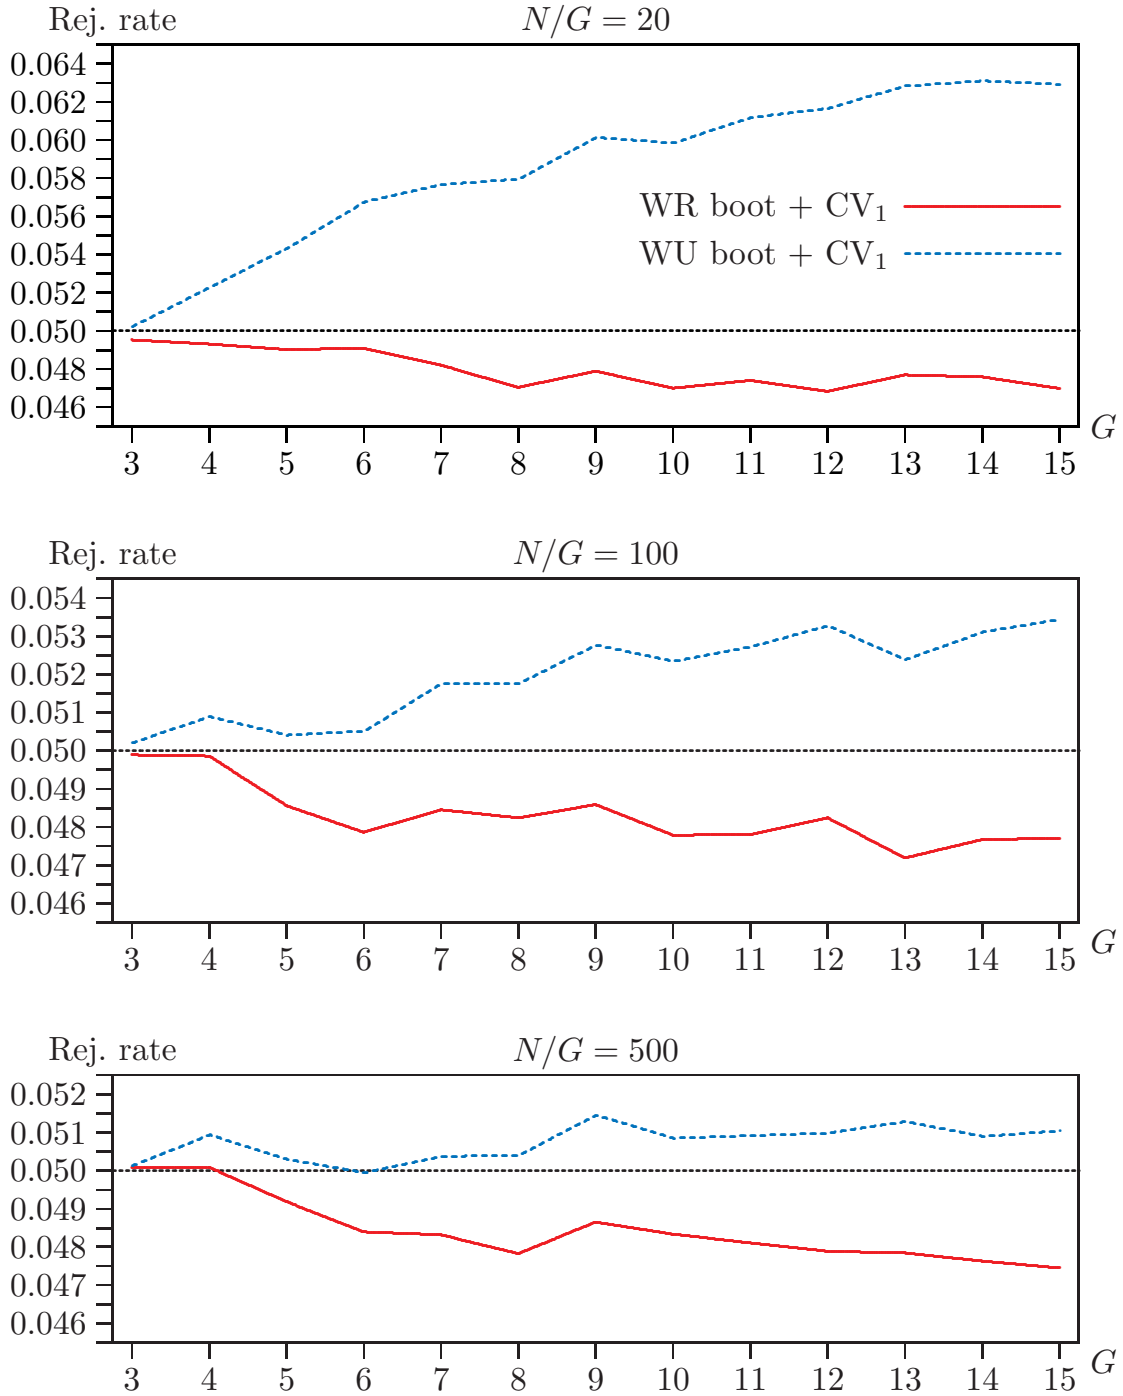 Rej. rate N/G = 20
0.064
0.062
0.060
0.058
0.056
0.054
0.052
0.050
0.048
0.046
WR boot + CV₁
WU boot + CV₁
G
3 4 5 6 7 8 9 10 11 12 13 14 15
Rej. rate N/G = 100
0.054
0.053
0.052
0.051
0.050
0.049
0.048
0.047
0.046
G
3 4 5 6 7 8 9 10 11 12 13 14 15
Rej. rate N/G = 500
0.052
0.051
0.050
0.049
0.048
0.047
0.046
G
3 4 5 6 7 8 9 10 11 12 13 14 15